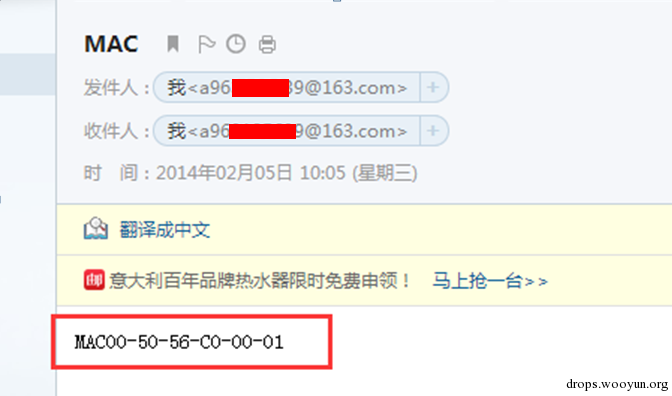 MAC
发件人：我<a96 39@163.com> +
收件人：我<a96 9@163.com> +
时 间：2014年02月05日 10:05 (星期三)
翻译成中文
邮 意大利百年品牌热水器限时免费申领！ 马上抢一台>>
MAC00-50-56-C0-00-01
drops.wooyun.org